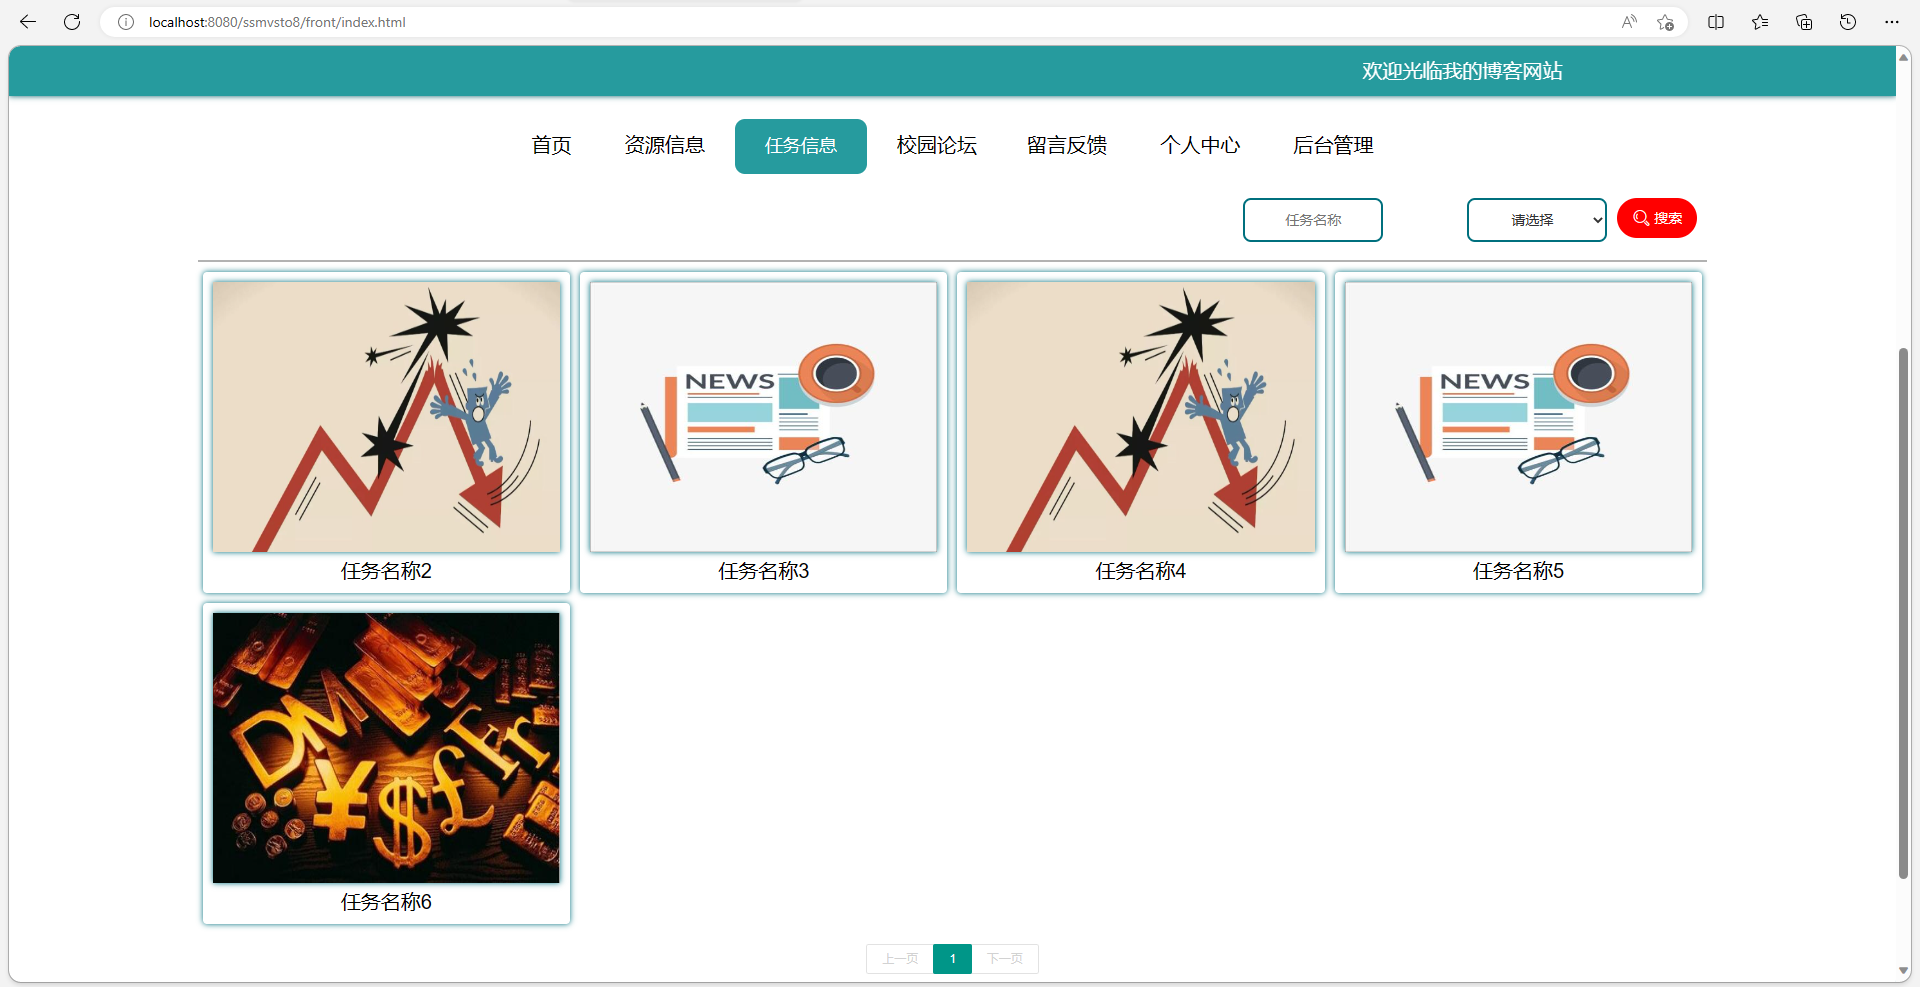 localhost:8080/ssmvsto8/front/index.html
欢迎光临我的博客网站
首页 资源信息 任务信息 校园论坛 留言反馈 个人中心 后台管理
任务名称 请选择 搜索
NEWS NEWS
任务名称2 任务名称3 任务名称4 任务名称5
DM
¥$£Fr
任务名称6
上一页 1 下一页